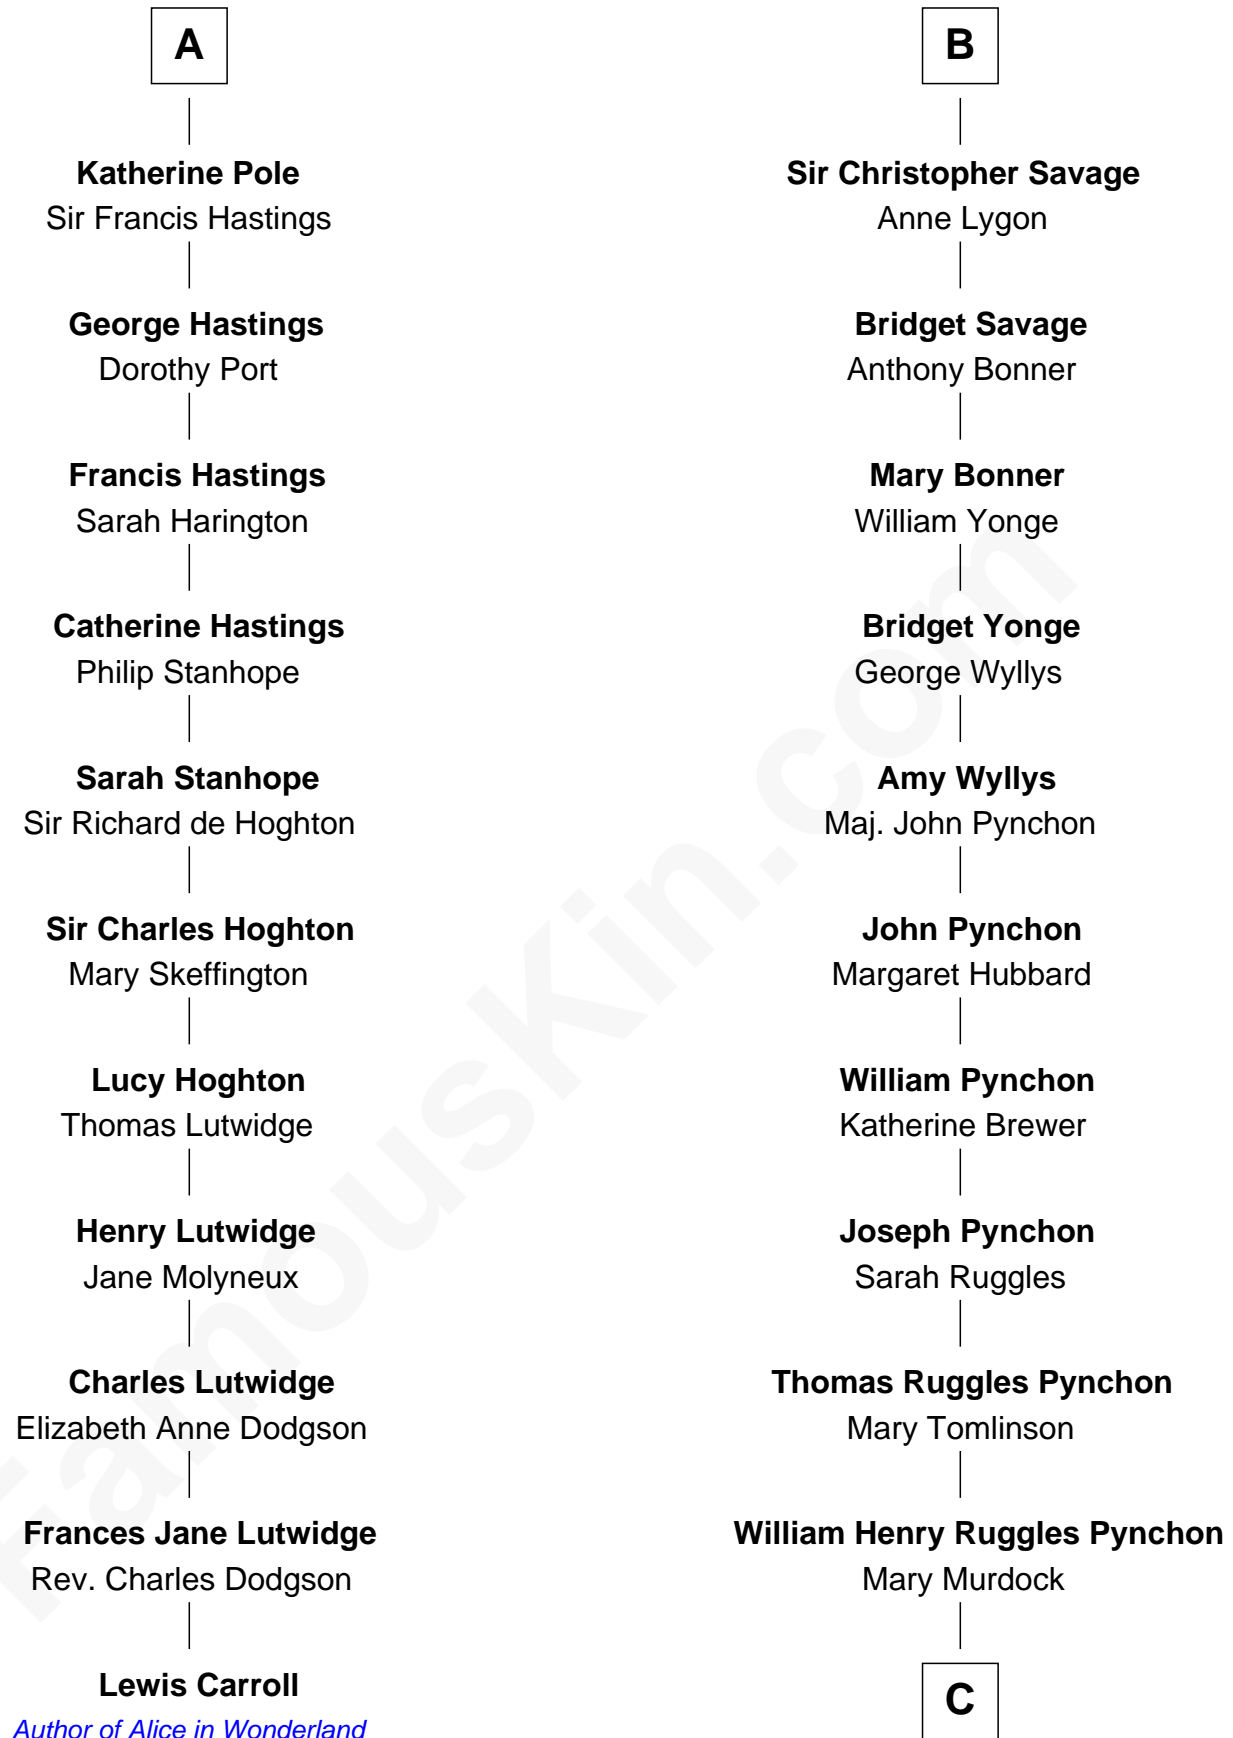 A
Katherine Pole
Sir Francis Hastings
George Hastings
Dorothy Port
Francis Hastings
Sarah Harington
Catherine Hastings
Philip Stanhope
Sarah Stanhope
Sir Richard de Hoghton
Sir Charles Hoghton
Mary Skeffington
Lucy Hoghton
Thomas Lutwidge
Henry Lutwidge
Jane Molyneux
Charles Lutwidge
Elizabeth Anne Dodgson
Frances Jane Lutwidge
Rev. Charles Dodgson
Lewis Carroll
Author of Alice in Wonderland
B
Sir Christopher Savage
Anne Lygon
Bridget Savage
Anthony Bonner
Mary Bonner
William Yonge
Bridget Yonge
George Wyllys
Amy Wyllys
Maj. John Pynchon
John Pynchon
Margaret Hubbard
William Pynchon
Katherine Brewer
Joseph Pynchon
Sarah Ruggles
Thomas Ruggles Pynchon
Mary Tomlinson
William Henry Ruggles Pynchon
Mary Murdock
C
FamousKin.com